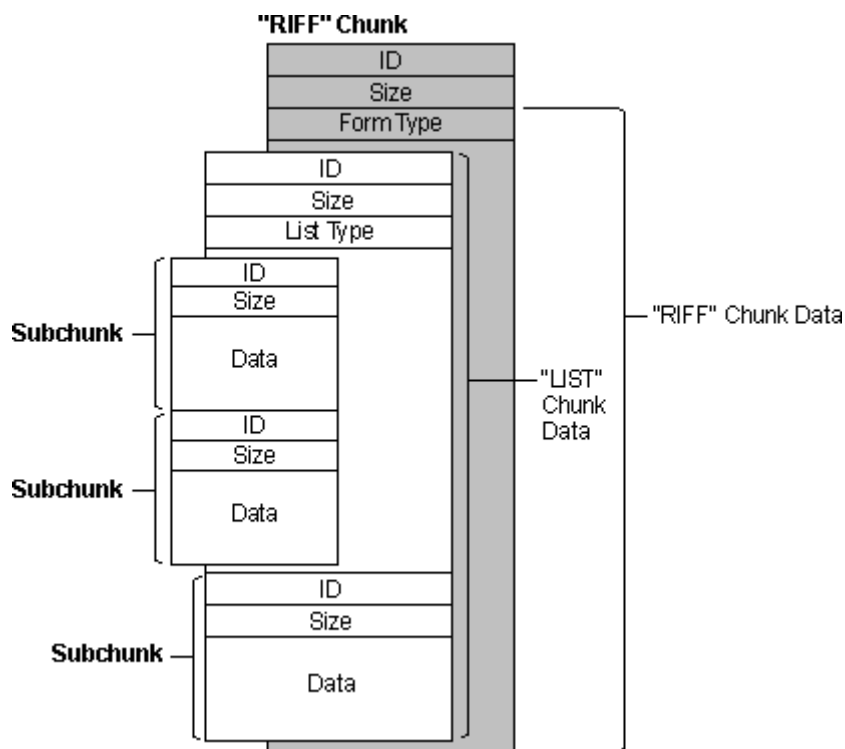 "RIFF" Chunk
ID
Size
Form Type
ID
Size
List Type
ID
Size
Data
Subchunk
ID
Size
Data
Subchunk
ID
Size
Data
Subchunk
"LIST"
Chunk
Data
"RIFF" Chunk Data